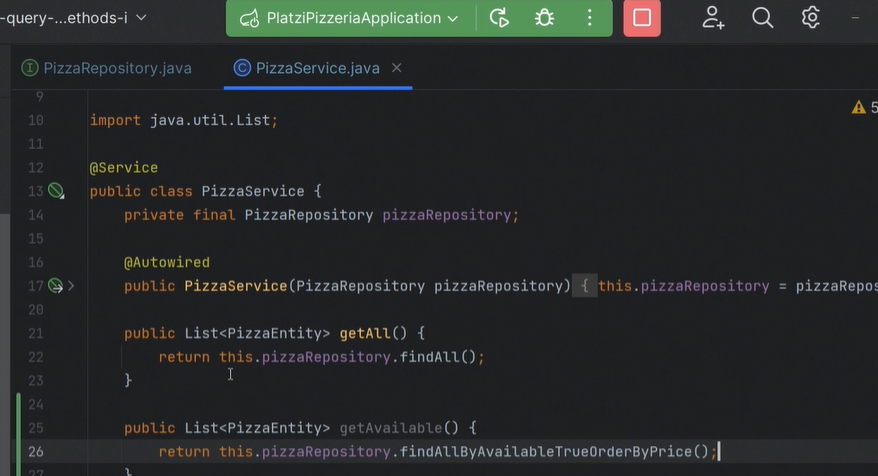 -query-...ethods-i
PlatziPizzeriaApplication
PizzaRepository.java
PizzaService.java
5
9
10 import java.util.List;
11
12 @Service
13 public class PizzaService {
14 private final PizzaRepository pizzaRepository;
15
16 @Autowired
17 public PizzaService(PizzaRepository pizzaRepository) { this.pizzaRepository = pizzaRepos
20
21 public List<PizzaEntity> getAll() {
22 return this.pizzaRepository.findAll();
23 }
24
25 public List<PizzaEntity> getAvailable() {
26 return this.pizzaRepository.findAllByAvailableTrueOrderByPrice();
27 }